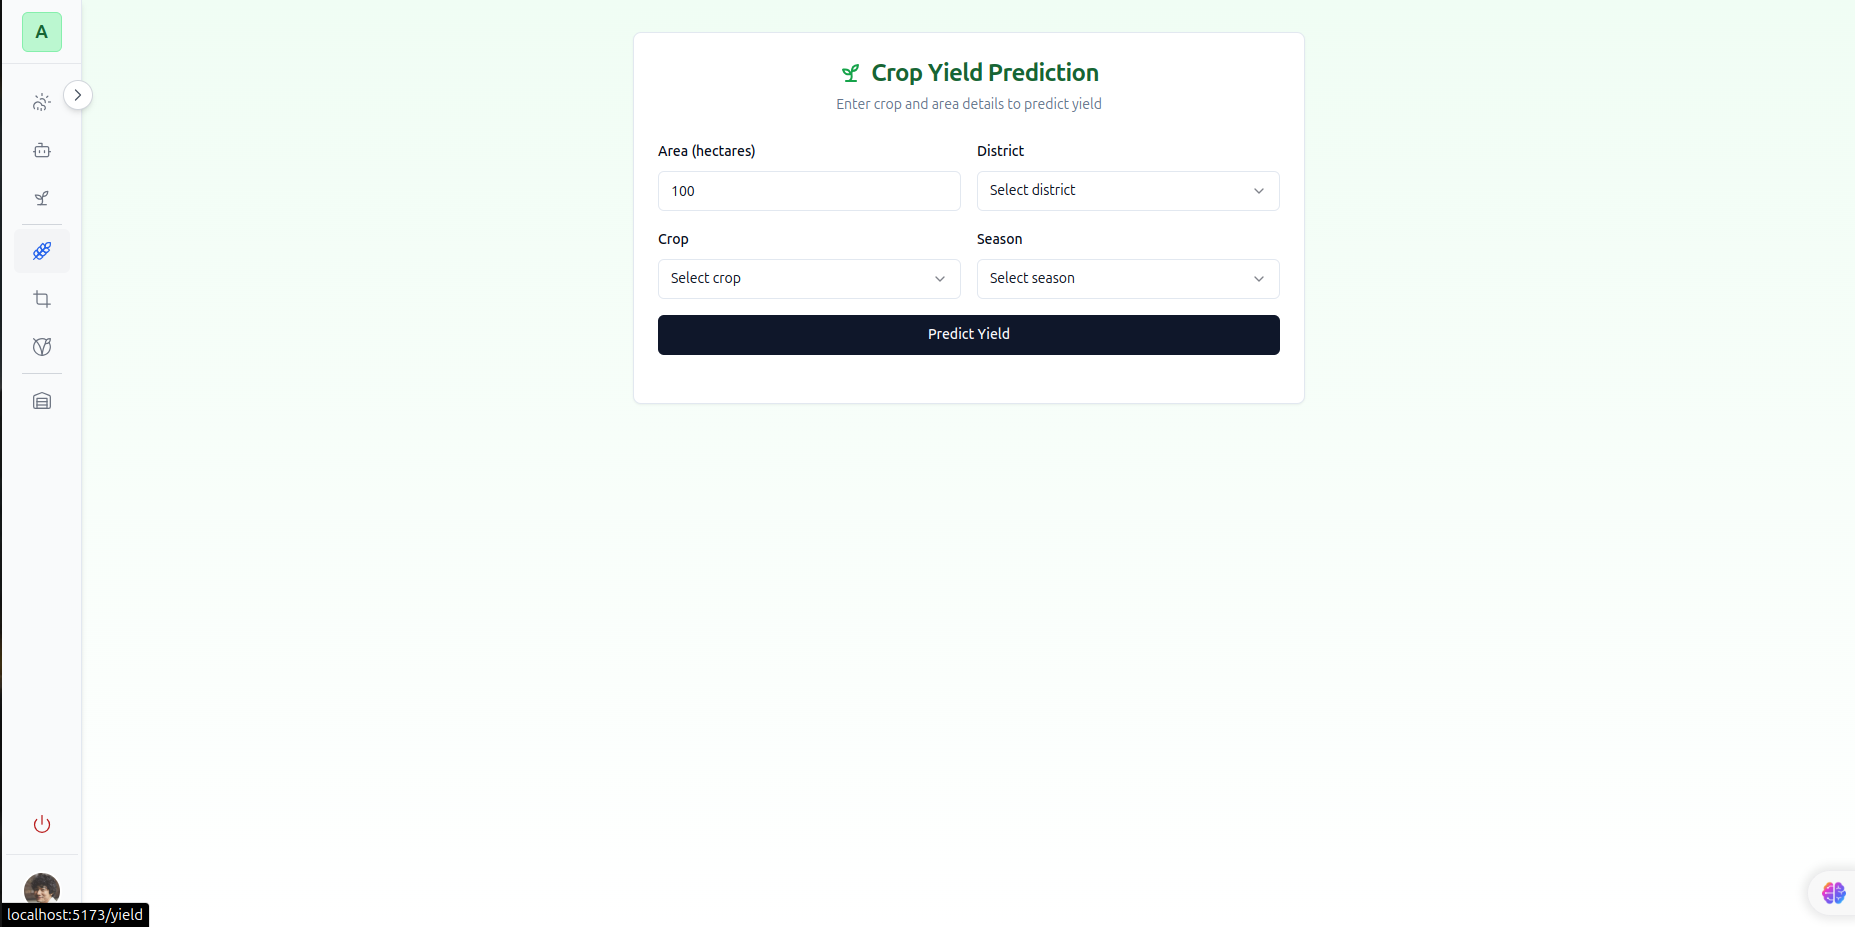 A
Crop Yield Prediction
Enter crop and area details to predict yield
Area (hectares)
District
100
Select district
Crop
Season
Select crop
Select season
Predict Yield
localhost:5173/yield